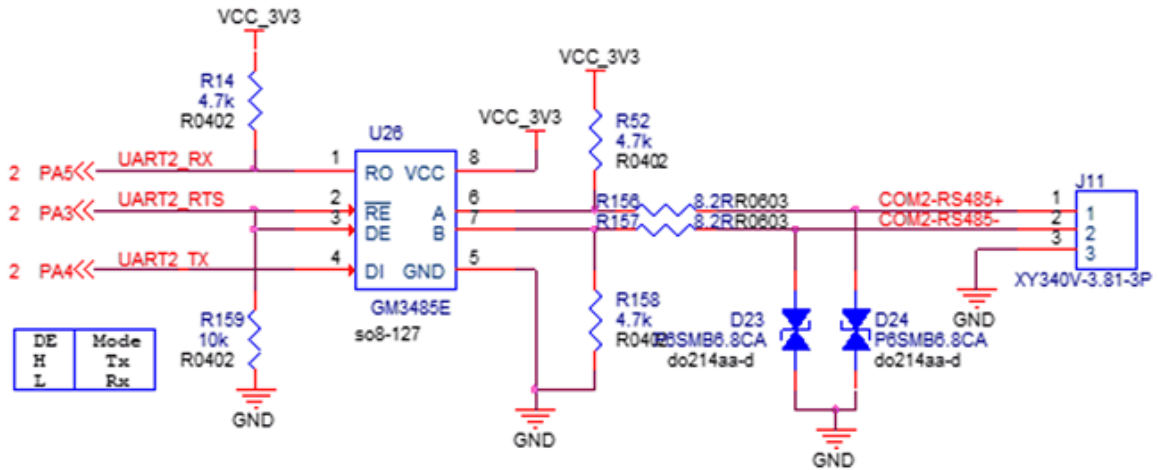 VCC_3V3
R14
4.7k
R0402
VCC_3V3
R52
4.7k
R0402
VCC_3V3
U26
2 PA5 UART2_RX 1 RO VCC 8
2 PA3 UART2_RTS 2 RE A 6
3 DE B 7
2 PA4 UART2_TX 4 DI GND 5
GM3485E
so8-127
R156 8.2R R0603
R157 8.2R R0603
COM2-RS485+
COM2-RS485-
J11
1 1
2 2
3 3
XY340V-3.81-3P
GND
R159
10k
R0402
GND
DE Mode
H Tx
L Rx
R158
4.7k
GND
D23
D24
P6SMB6.8CA
do214aa-d
do214aa-d
GND